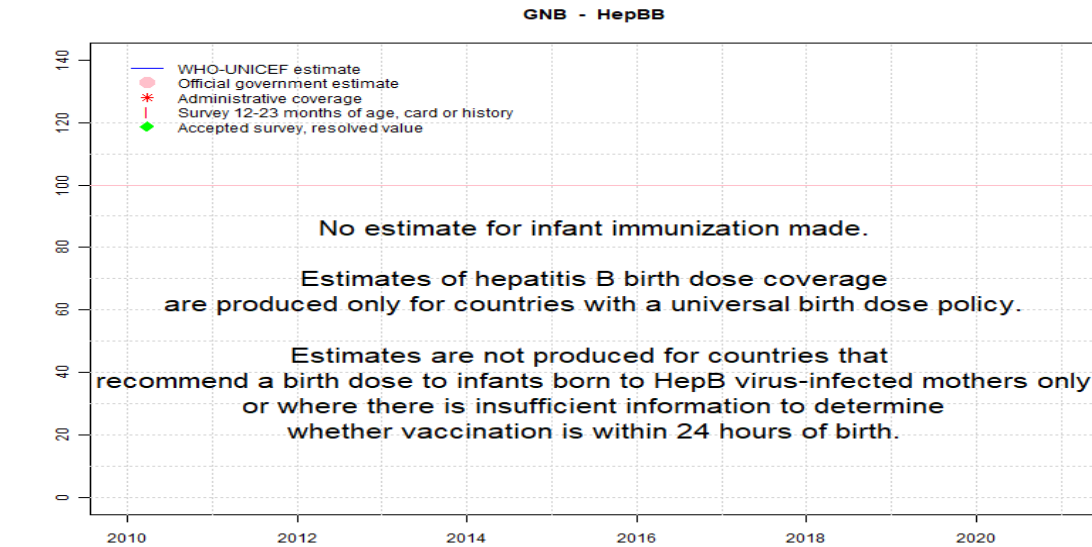 GNB - HepBB
WHO-UNICEF estimate
Official government estimate
Administrative coverage
Survey 12-23 months of age, card or history
Accepted survey, resolved value
140
120
100
80
60
40
20
0
No estimate for infant immunization made.
Estimates of hepatitis B birth dose coverage
are produced only for countries with a universal birth dose policy.
Estimates are not produced for countries that
recommend a birth dose to infants born to HepB virus-infected mothers only
or where there is insufficient information to determine
whether vaccination is within 24 hours of birth.
2010 2012 2014 2016 2018 2020